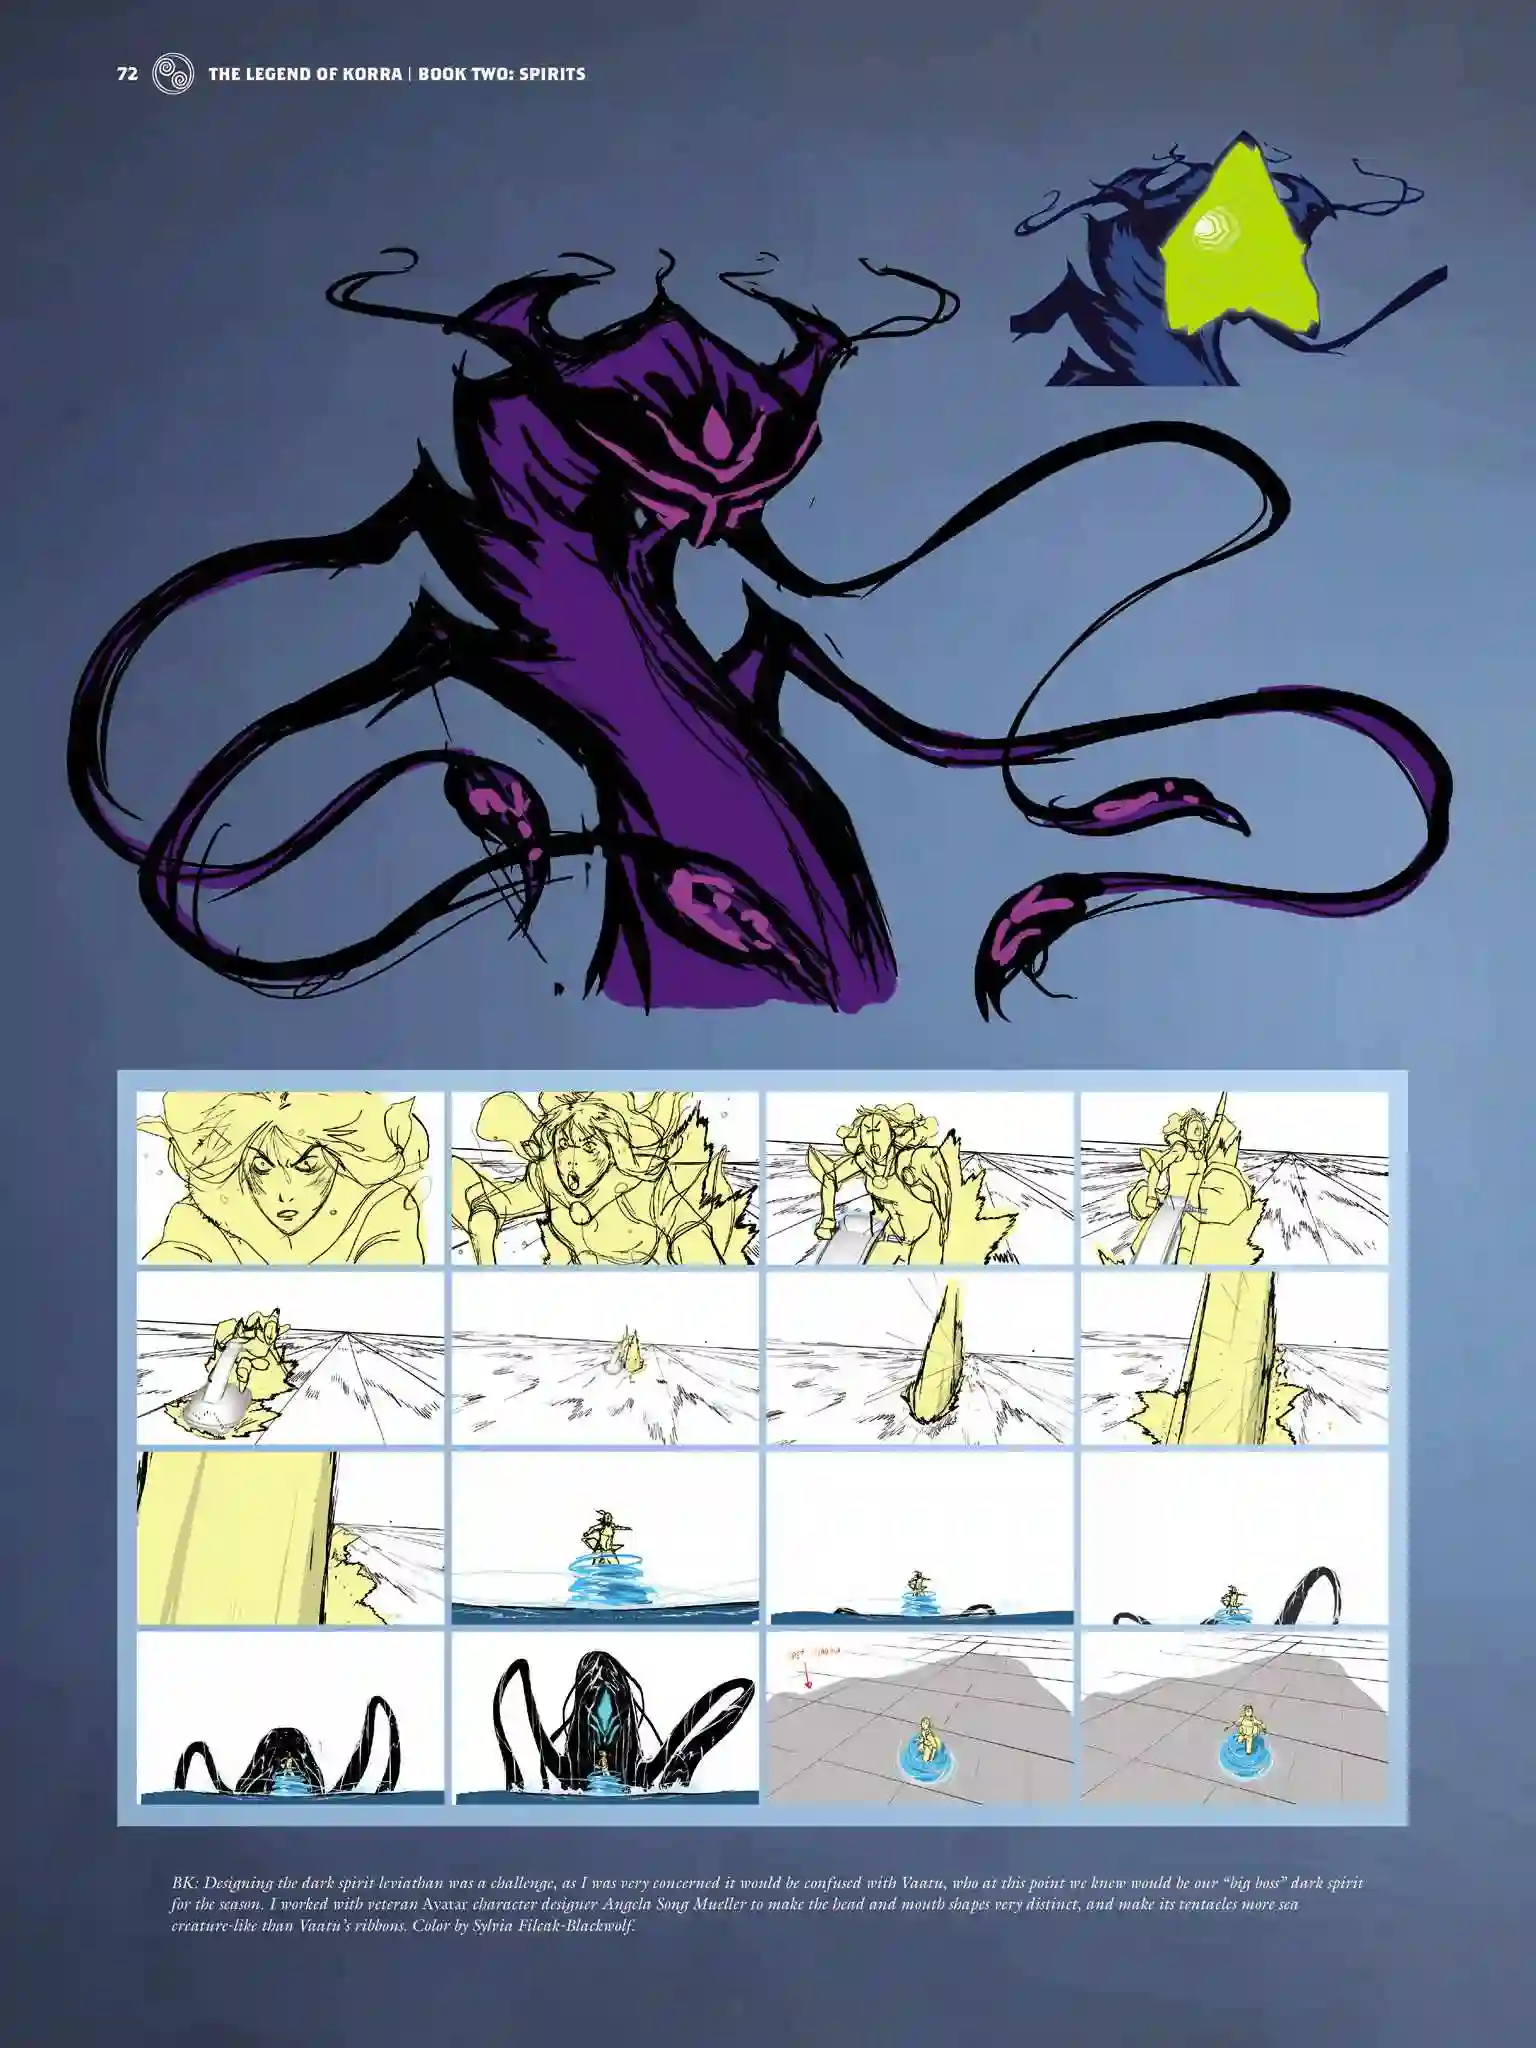 72 THE LEGEND OF KORRA | BOOK TWO: SPIRITS
BK: Designing the dark spirit leviathan was a challenge, as I was very concerned it would be confused with Vaatu, who at this point we knew would be our “big boss” dark spirit
for the season. I worked with veteran Avatar character designer Angela Song Mueller to make the head and mouth shapes very distinct, and make its tentacles more sea
creature-like than Vaatu’s ribbons. Color by Sylvia Filcak-Blackwolf.